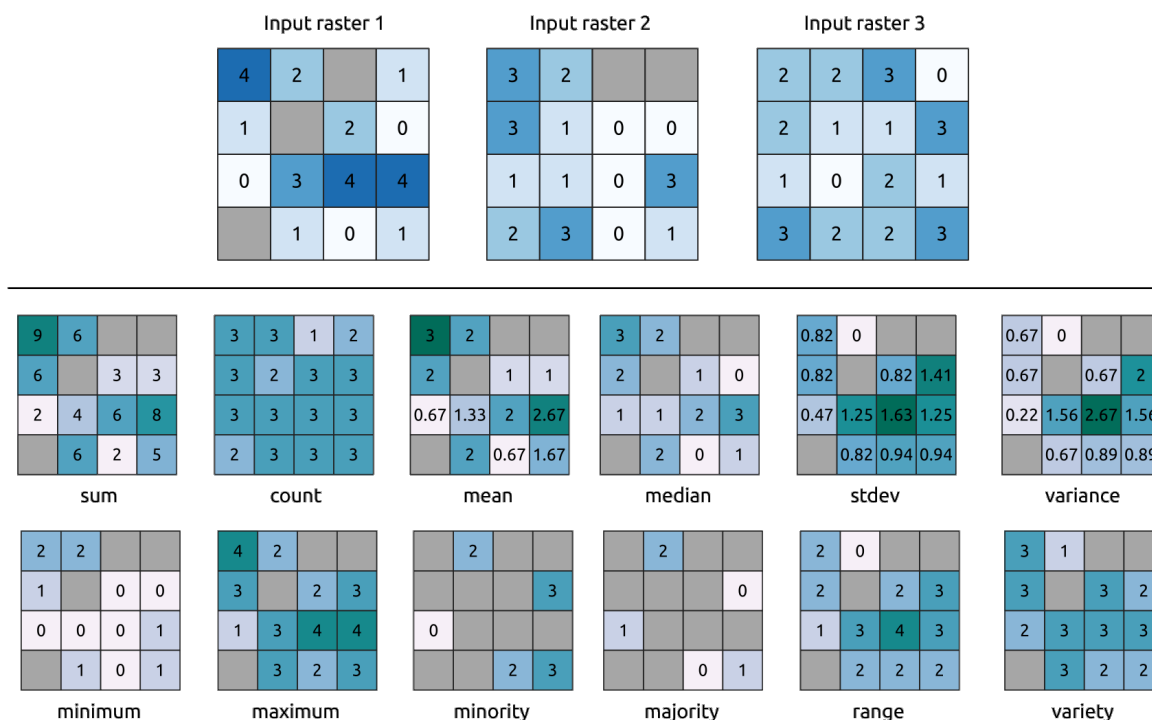 Input raster 1 Input raster 2 Input raster 3
4 2 1 3 2 2 2 3 0
1 2 0 3 1 0 0 2 1 1 3
0 3 4 4 1 1 0 3 1 0 2 1
1 0 1 2 3 0 1 3 2 2 3
9 6 3 3 1 2 3 2 3 2 0.82 0 0.67 0
6 3 3 3 2 3 3 2 1 1 2 1 0 0.82 0.82 1.41 0.67 0.67 2
2 4 6 8 3 3 3 3 0.67 1.33 2 2.67 1 1 2 3 0.47 1.25 1.63 1.25 0.22 1.56 2.67 1.56
6 2 5 2 3 3 3 2 0.67 1.67 2 0 1 0.82 0.94 0.94 0.67 0.89 0.89
sum count mean median stdev variance
2 2 4 2 2 2 2 0 3 1
1 0 0 3 2 3 3 0 2 2 3 3 3 2
0 0 0 1 1 3 4 4 0 1 1 3 4 3 2 3 3 3
1 0 1 3 2 3 2 3 0 1 2 2 2 3 2 2
minimum maximum minority majority range variety